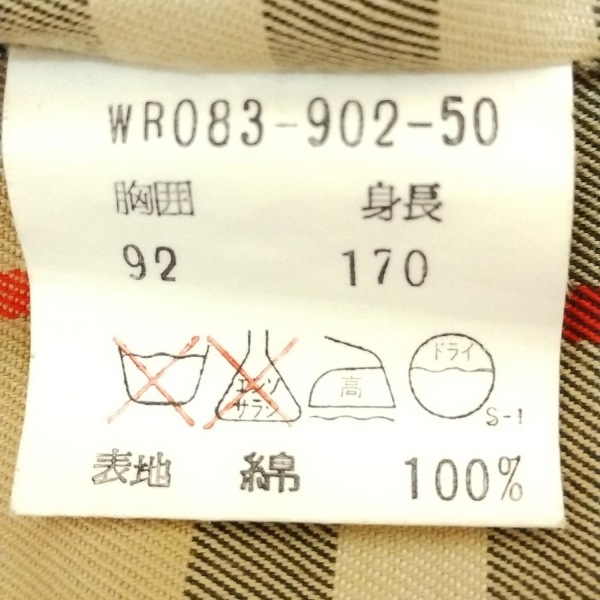 WR083-902-50
胸囲 身長
92 170
エンソ サラシ 高 ドライ
S-1
表地 綿 100%